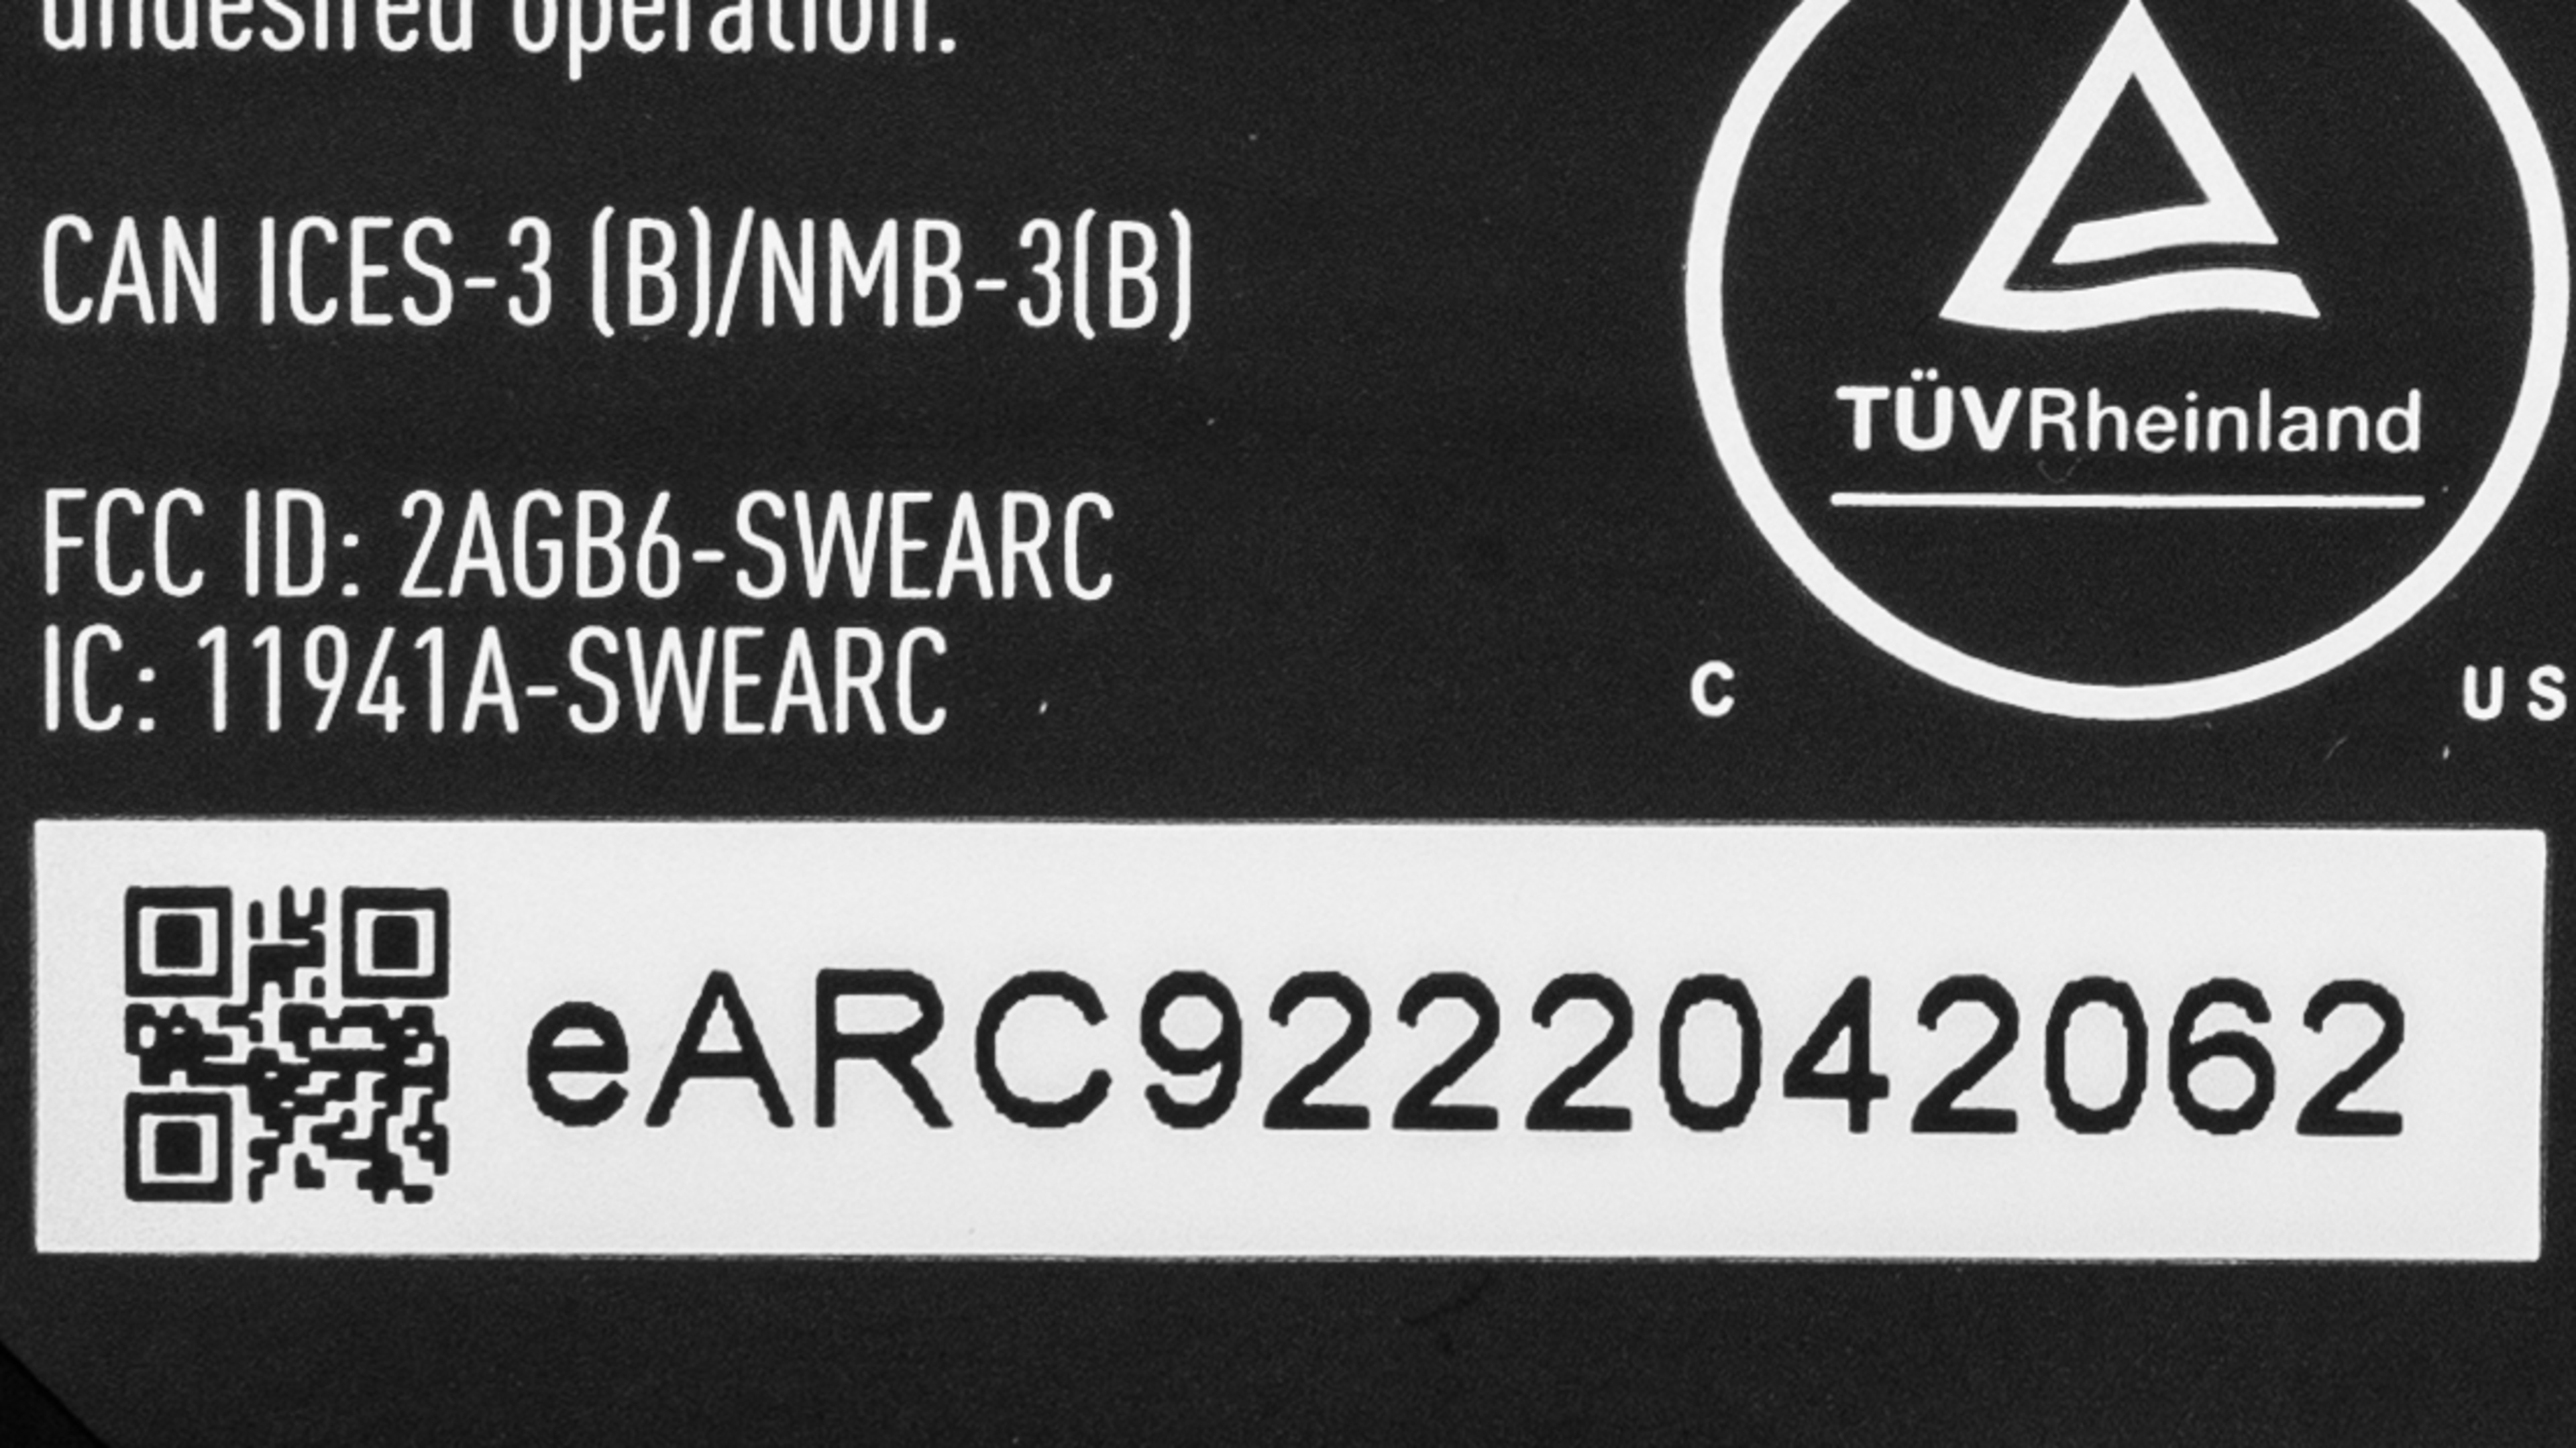 undesired operation.
CAN ICES-3 (B)/NMB-3(B)
TÜVRheinland
FCC ID: 2AGB6-SWEARC
IC: 11941A-SWEARC
C US
eARC9222042062